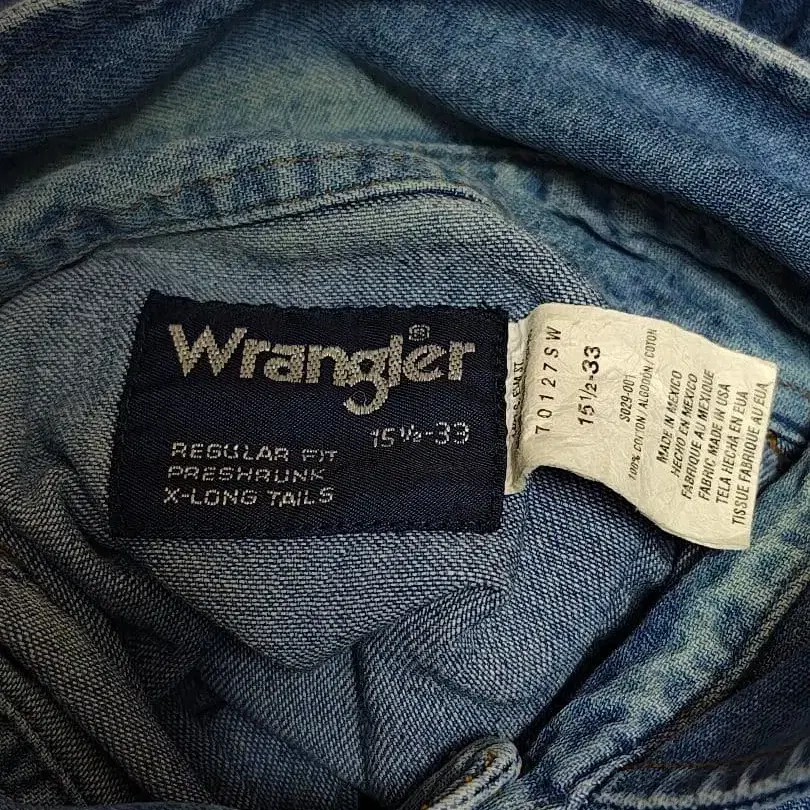 Wrangler®
15½-33
REGULAR FIT
PRESHRUNK
X-LONG TAILS
70127SW
15½-33
S029-001
100% COTTON / ALGODON / COTON
MADE IN MEXICO
HECHO EN MEXICO
FABRIQUE AU MEXIQUE
FABRIC MADE IN USA
TELA HECHA EN EUA
TISSUE FABRIQUE AU EUA